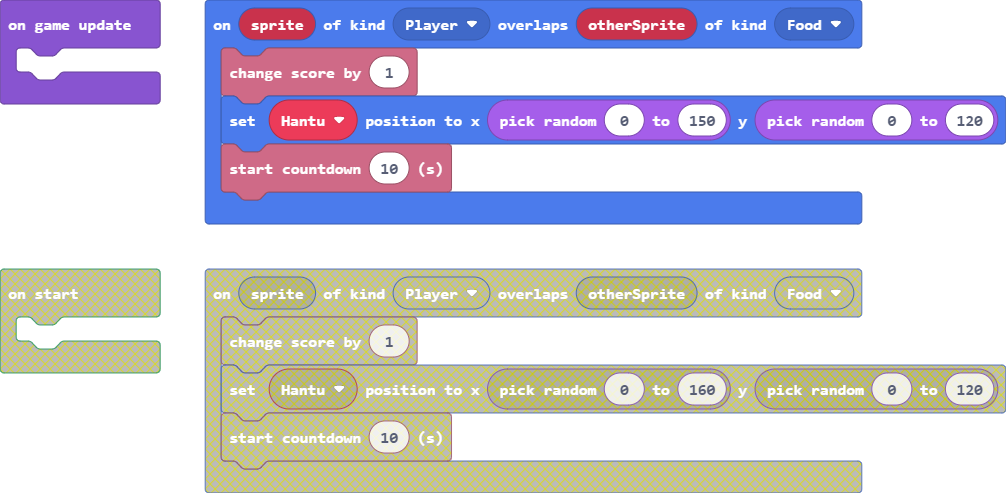 on game update
on sprite of kind Player overlaps otherSprite of kind Food
change score by 1
set Hantu position to x pick random 0 to 150 y pick random 0 to 120
start countdown 10 (s)
on start
on sprite of kind Player overlaps otherSprite of kind Food
change score by 1
set Hantu position to x pick random 0 to 160 y pick random 0 to 120
start countdown 10 (s)